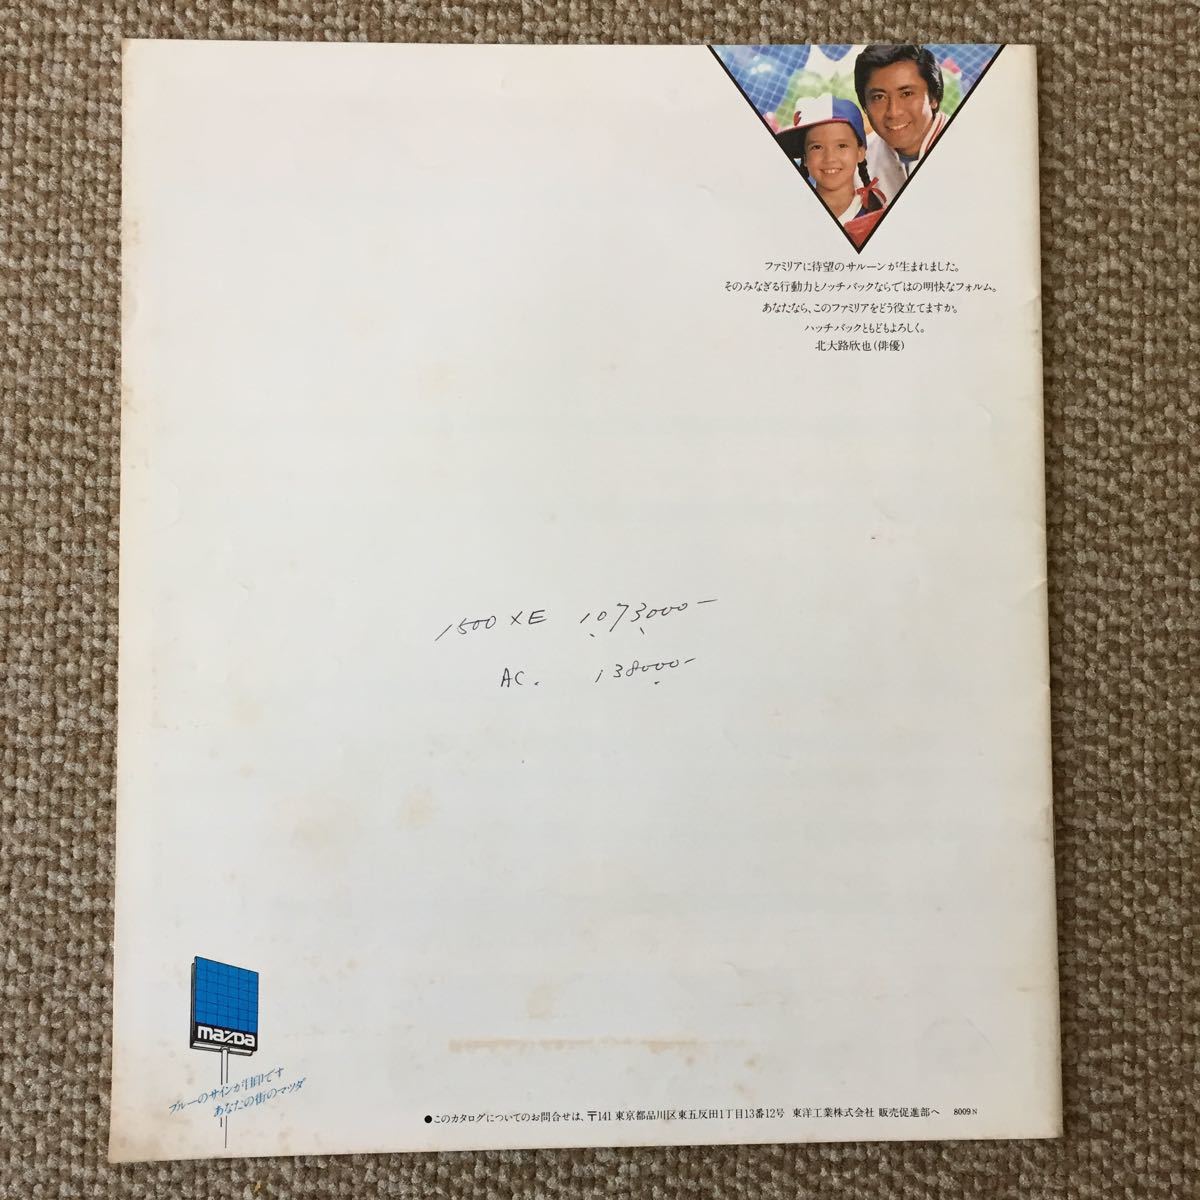 ファミリアに待望のサルーンが生まれました。
そのみなぎる行動力とノッチバックならではの明快なフォルム。
あなたなら、このファミリアをどう役立てますか。
ハッチバックともどもよろしく。
北大路欣也(俳優)
1500 XE 1073000-
AC. 138000-
mazda
ブルーのサインが目印です
あなたの街のマツダ
●このカタログについてのお問合せは、〒141 東京都品川区東五反田1丁目13番12号 東洋工業株式会社 販売促進部へ 8009N